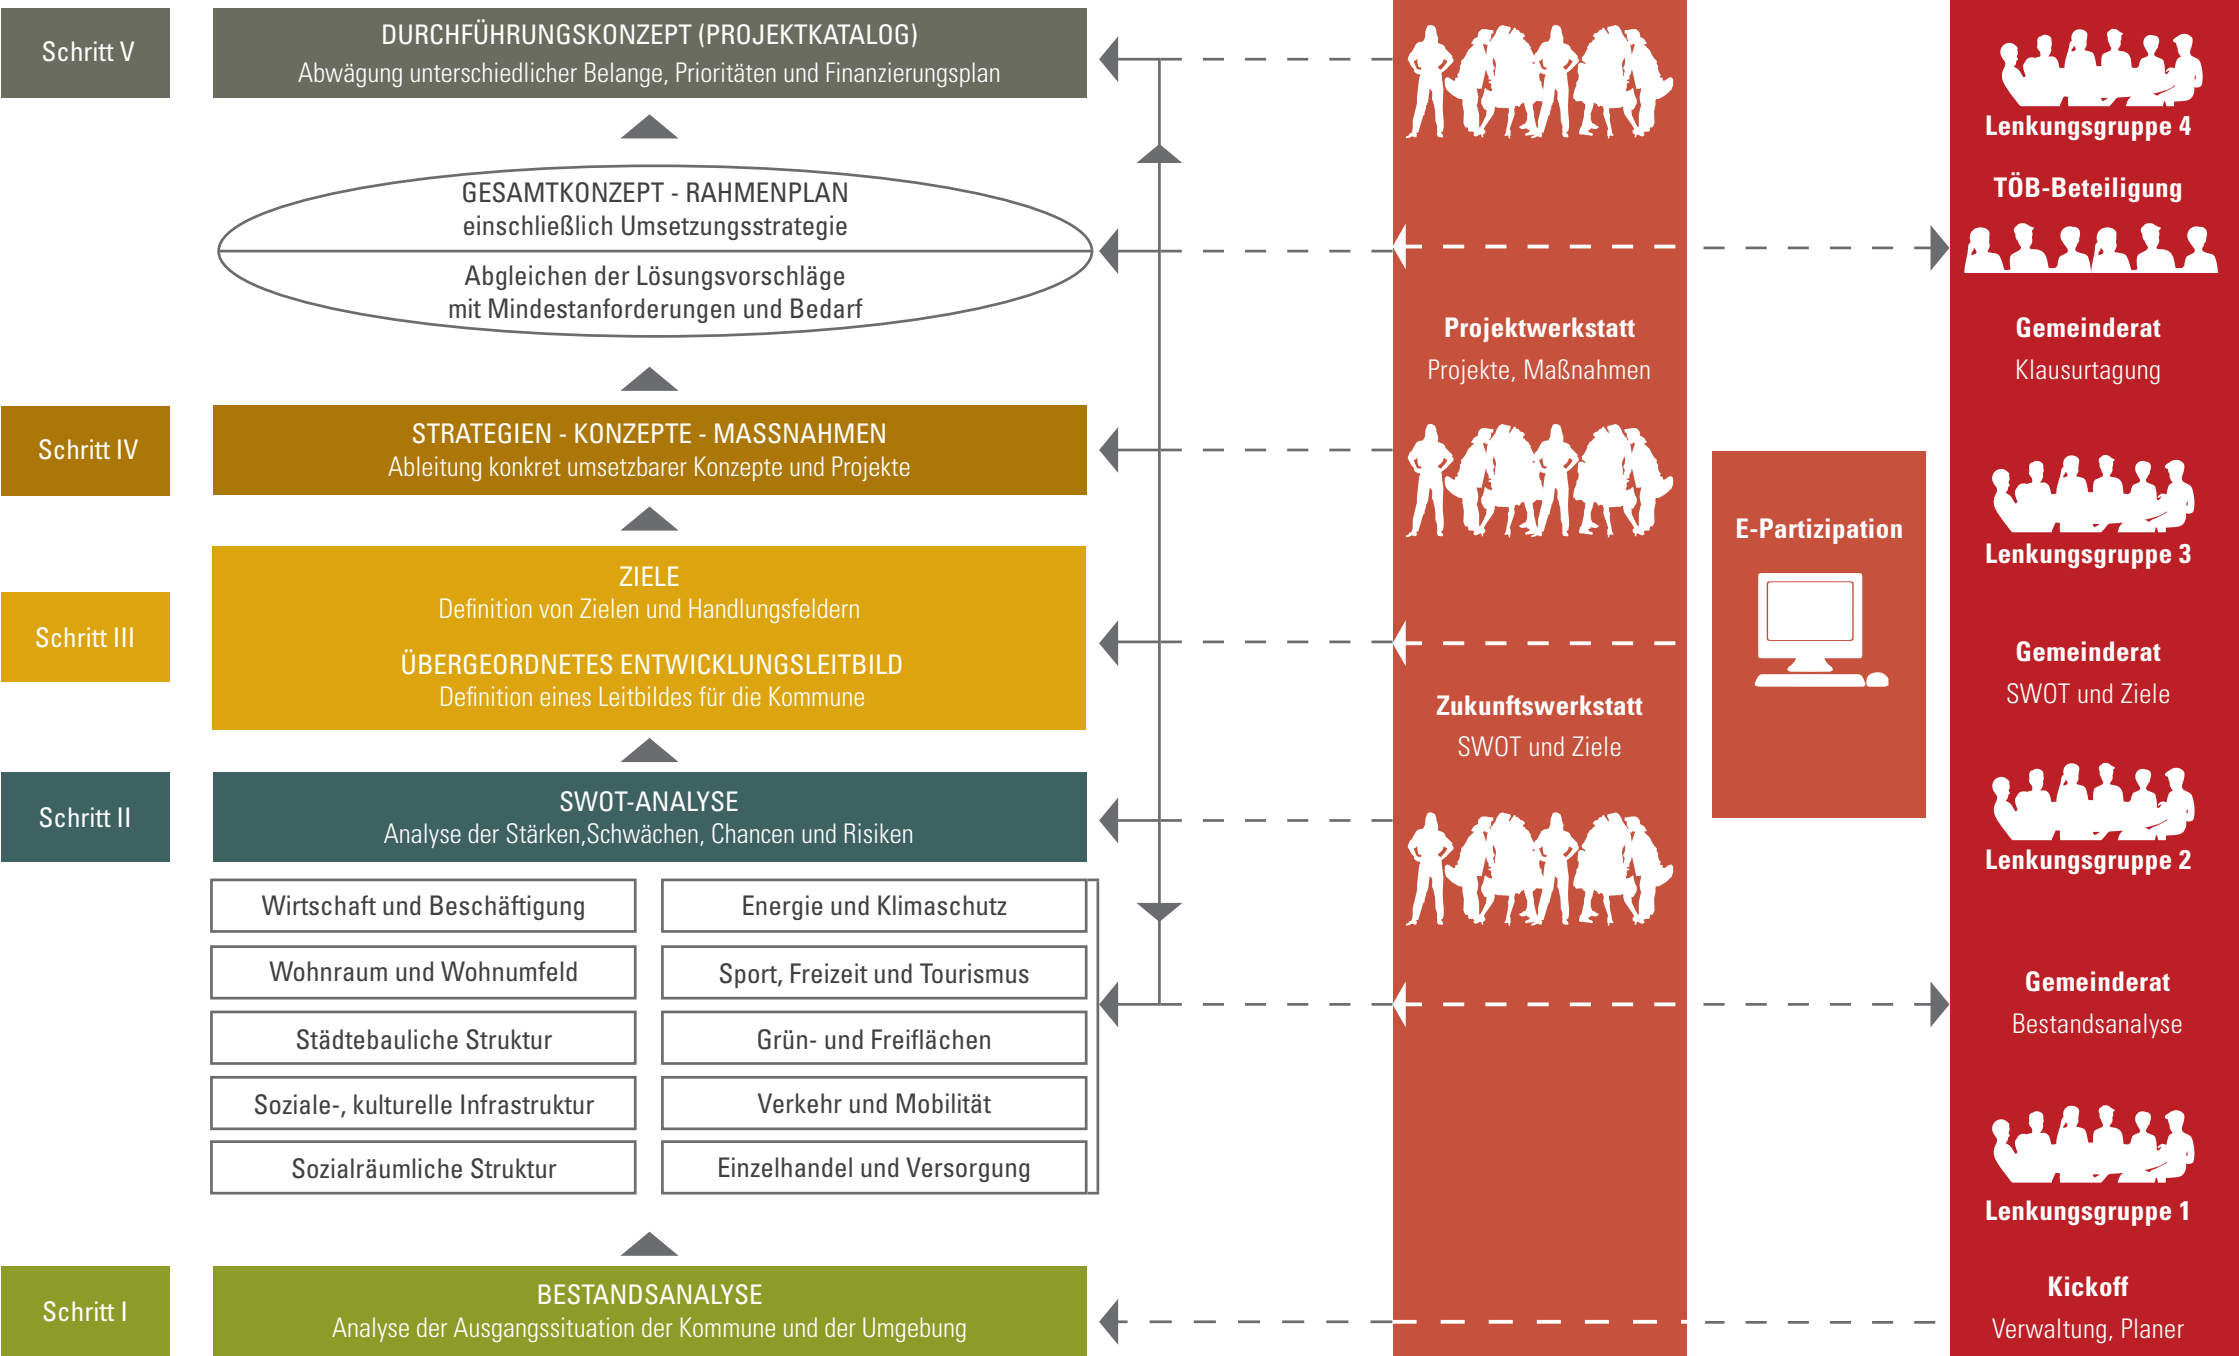 Schritt V
DURCHFÜHRUNGSKONZEPT (PROJEKTKATALOG)
Abwägung unterschiedlicher Belange, Prioritäten und Finanzierungsplan
GESAMTKONZEPT - RAHMENPLAN
einschließlich Umsetzungsstrategie
Abgleichen der Lösungsvorschläge
mit Mindestanforderungen und Bedarf
Schritt IV
STRATEGIEN - KONZEPTE - MASSNAHMEN
Ableitung konkret umsetzbarer Konzepte und Projekte
Schritt III
ZIELE
Definition von Zielen und Handlungsfeldern
ÜBERGEORDNETES ENTWICKLUNGSLEITBILD
Definition eines Leitbildes für die Kommune
Schritt II
SWOT-ANALYSE
Analyse der Stärken,Schwächen, Chancen und Risiken
Wirtschaft und Beschäftigung
Energie und Klimaschutz
Wohnraum und Wohnumfeld
Sport, Freizeit und Tourismus
Städtebauliche Struktur
Grün- und Freiflächen
Soziale-, kulturelle Infrastruktur
Verkehr und Mobilität
Sozialräumliche Struktur
Einzelhandel und Versorgung
Schritt I
BESTANDSANALYSE
Analyse der Ausgangssituation der Kommune und der Umgebung
Projektwerkstatt
Projekte, Maßnahmen
Zukunftswerkstatt
SWOT und Ziele
E-Partizipation
Lenkungsgruppe 4
TÖB-Beteiligung
Gemeinderat
Klausurtagung
Lenkungsgruppe 3
Gemeinderat
SWOT und Ziele
Lenkungsgruppe 2
Gemeinderat
Bestandsanalyse
Lenkungsgruppe 1
Kickoff
Verwaltung, Planer